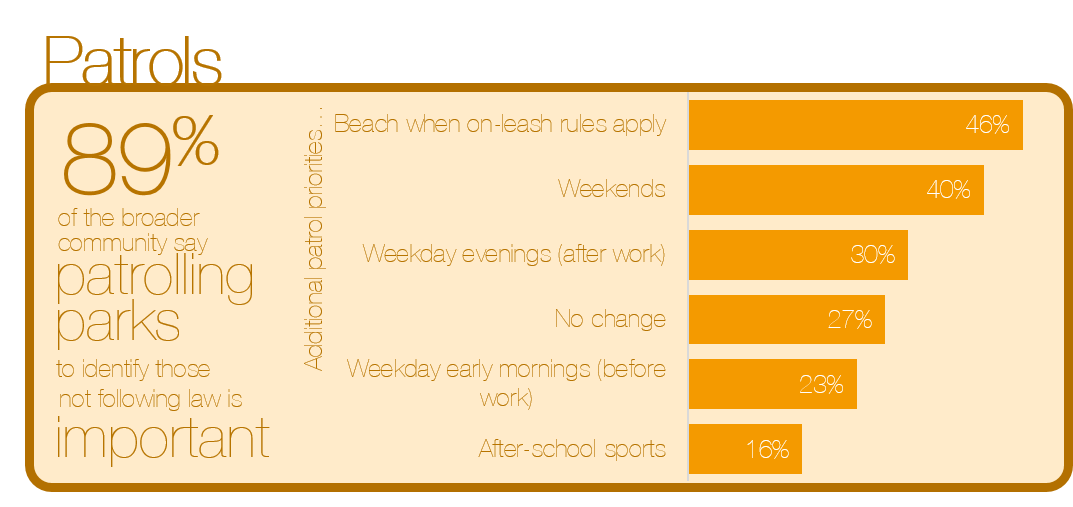 Patrols
89%
of the broader
community say
patrolling
parks
to identify those
not following law is
important
Additional patrol priorities…
Beach when on-leash rules apply
46%
Weekends
40%
Weekday evenings (after work)
30%
No change
27%
Weekday early mornings (before
work)
23%
After-school sports
16%